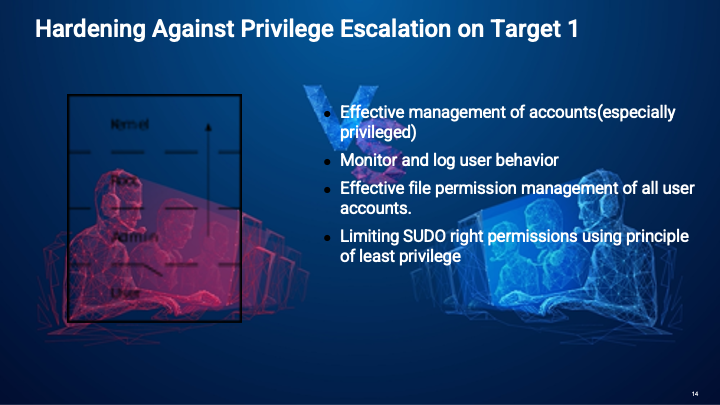 Hardening Against Privilege Escalation on Target 1
Kernel
Root
Admin
User
VS
● Effective management of accounts(especially
privileged)
● Monitor and log user behavior
● Effective file permission management of all user
accounts.
● Limiting SUDO right permissions using principle
of least privilege
14